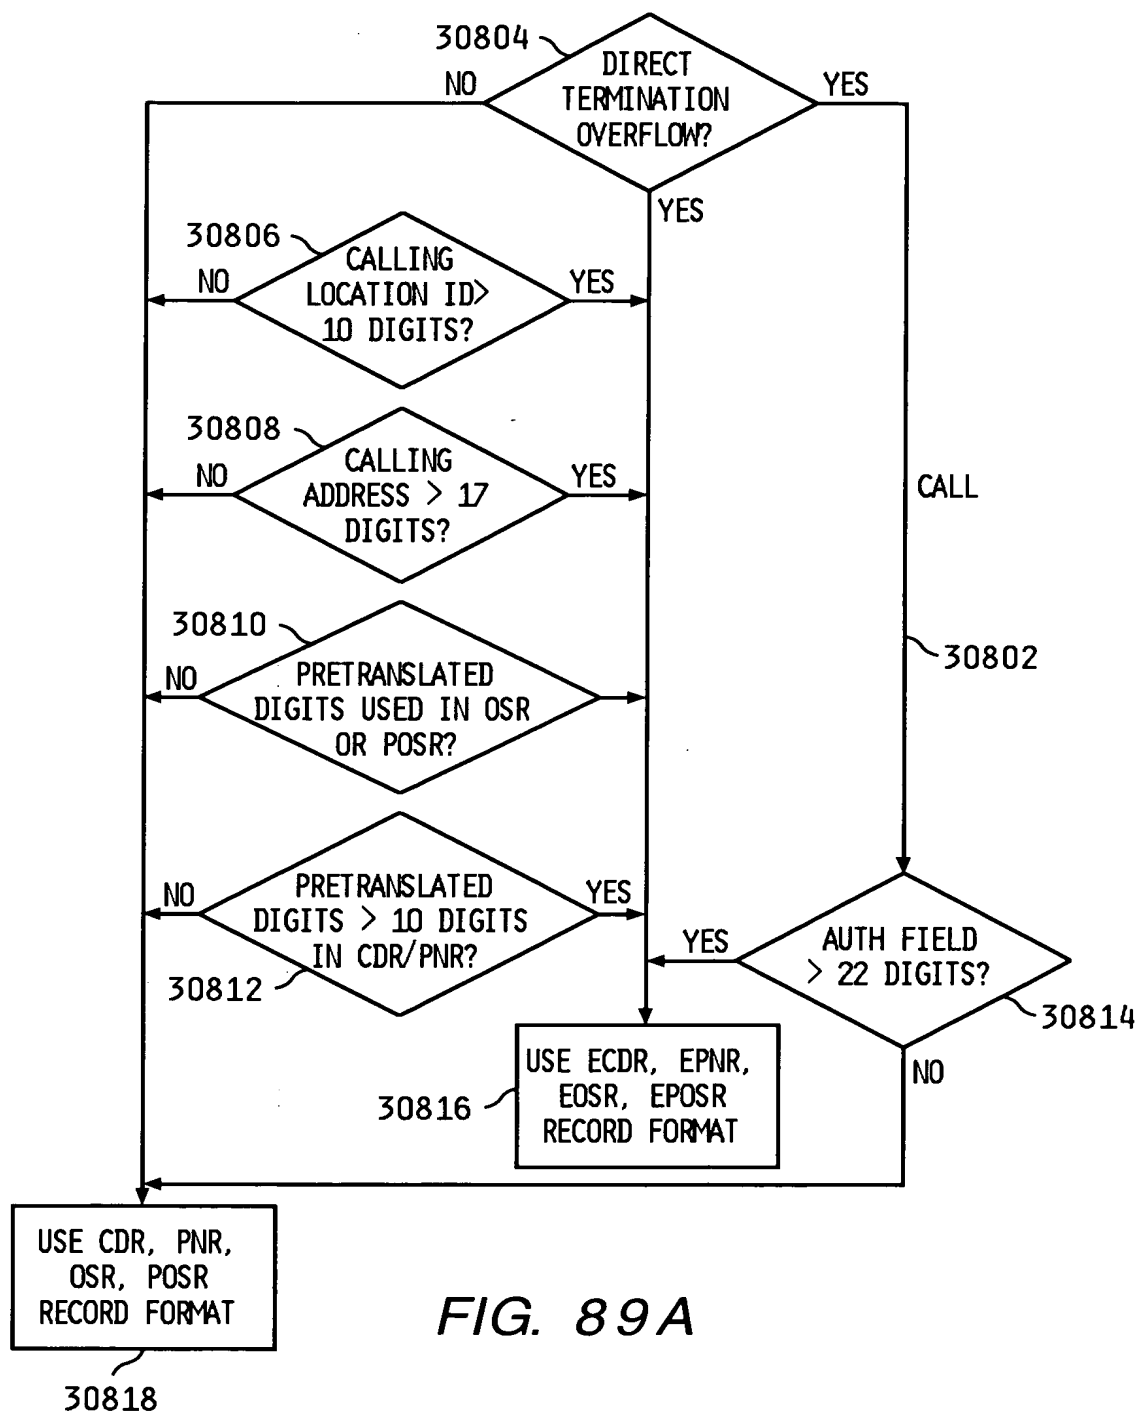 30804
DIRECT
TERMINATION
OVERFLOW?
NO
YES
YES
30806
CALLING
LOCATION ID>
10 DIGITS?
NO
YES
30808
CALLING
ADDRESS > 17
DIGITS?
NO
YES
CALL
30810
PRETRANSLATED
DIGITS USED IN OSR
OR POSR?
NO
30802
PRETRANSLATED
DIGITS > 10 DIGITS
IN CDR/PNR?
NO
YES
30812
AUTH FIELD
> 22 DIGITS?
YES
30814
NO
USE ECDR, EPNR,
EOSR, EPOSR
RECORD FORMAT
30816
USE CDR, PNR,
OSR, POSR
RECORD FORMAT
30818
FIG. 89A